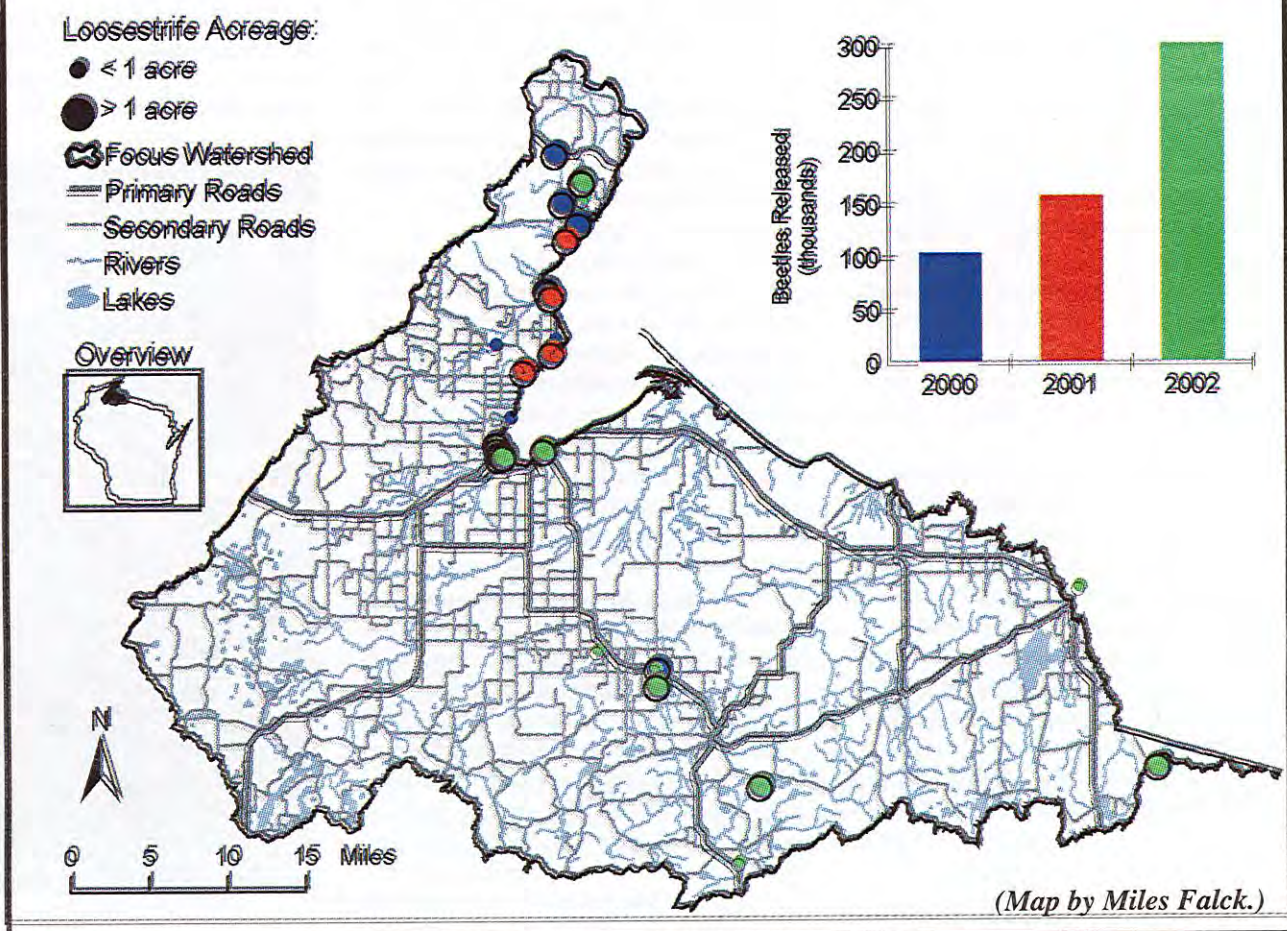 Loosestrife Acreage:
< 1 acre
> 1 acre
Focus Watershed
Primary Roads
Secondary Roads
Rivers
Lakes
Overview
N
0 5 10 15 Miles
Beetles Released
(thousands)
300
250
200
150
100
50
0
2000 2001 2002
(Map by Miles Falck.)